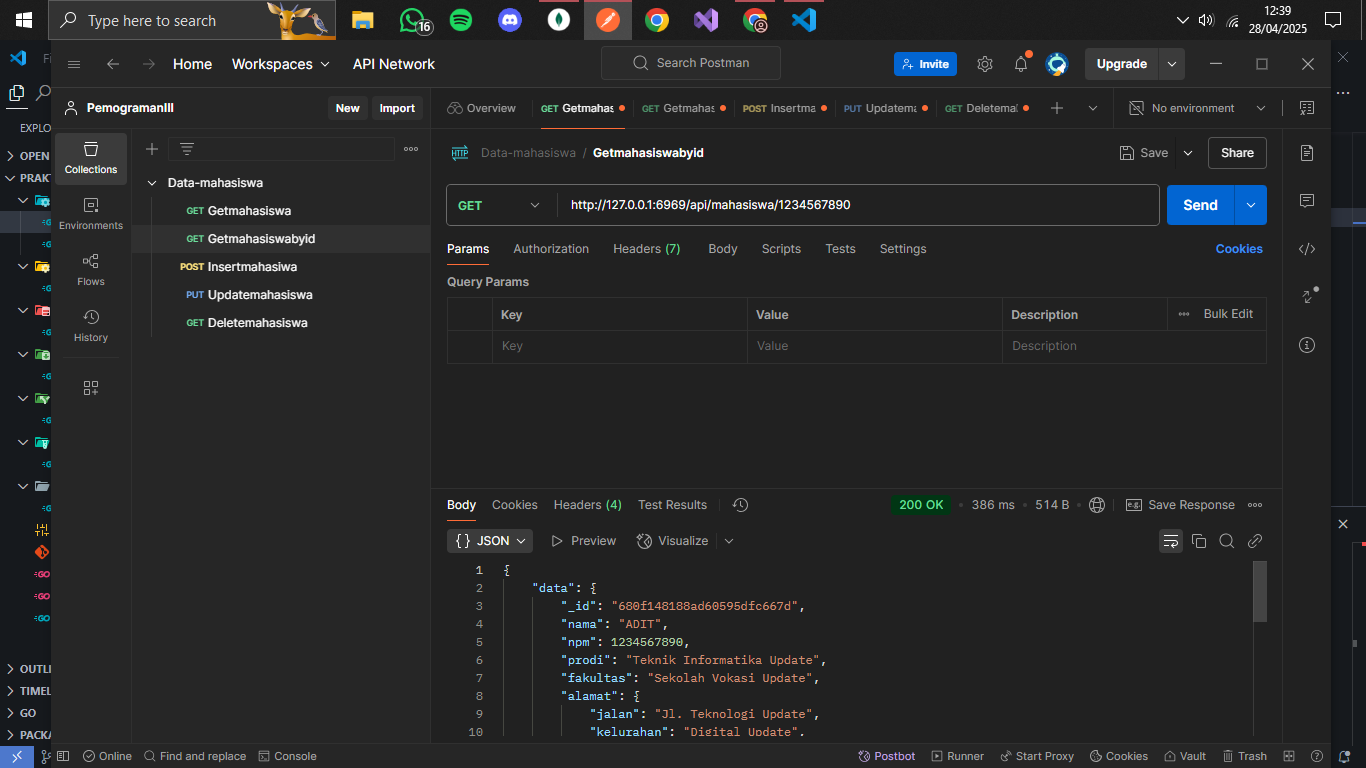 Type here to search
16
12:39
28/04/2025
Fi
Home
Workspaces
API Network
Search Postman
Invite
Upgrade
PemogramanIII
New
Import
Overview
GET Getmahas
GET Getmahas
POST Insertma
PUT Updatema
GET Deletemal
No environment
EXPLO
OPEN
PRAKT
Collections
Environments
Flows
History
Data-mahasiswa
GET Getmahasiswa
GET Getmahasiswabyid
POST Insertmahasiwa
PUT Updatemahasiswa
GET Deletemahasiswa
HTTP
Data-mahasiswa / Getmahasiswabyid
Save
Share
GET
http://127.0.0.1:6969/api/mahasiswa/1234567890
Send
Params
Authorization
Headers (7)
Body
Scripts
Tests
Settings
Cookies
Query Params
Key
Value
Description
Bulk Edit
Key
Value
Description
Body
Cookies
Headers (4)
Test Results
200 OK
386 ms
514 B
e.g.
Save Response
{ } JSON
Preview
Visualize
1 {
2 "data": {
3 "_id": "680f148188ad60595dfc667d",
4 "nama": "ADIT",
5 "npm": 1234567890,
6 "prodi": "Teknik Informatika Update",
7 "fakultas": "Sekolah Vokasi Update",
8 "alamat": {
9 "jalan": "Jl. Teknologi Update",
10 "kelurahan": "Digital Update",
OUTLI
TIMEL
GO
PACKA
Online
Find and replace
Console
Postbot
Runner
Start Proxy
Cookies
Vault
Trash